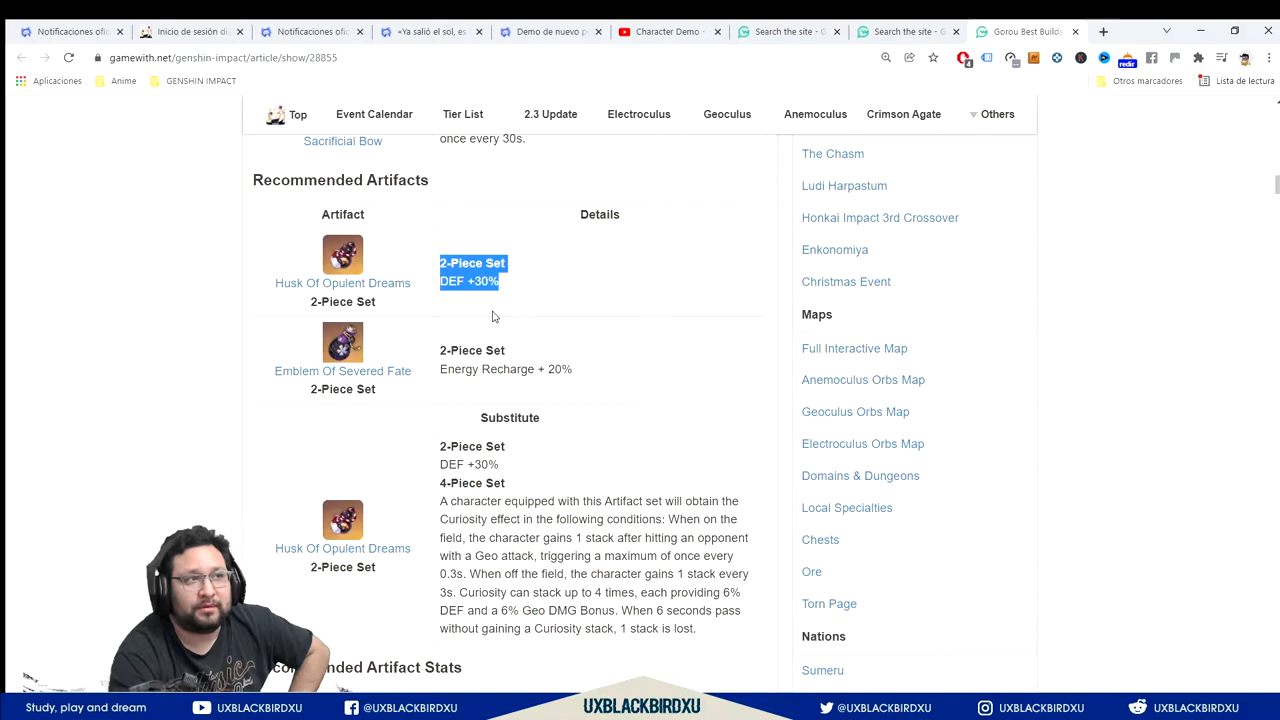 Notificaciones ofic
Inicio de sesión dia
Notificaciones ofic
«Ya salió el sol, es
Demo de nuevo p
Character Demo -
Search the site - G
Search the site - G
Gorou Best Builds
gamewith.net/genshin-impact/article/show/28855
4
redir
Aplicaciones
Anime
GENSHIN IMPACT
Otros marcadores
Lista de lectura
Top
Event Calendar
Tier List
2.3 Update
Electroculus
Geoculus
Anemoculus
Crimson Agate
Others
Sacrificial Bow
once every 30s.
Recommended Artifacts
Artifact
Details
Husk Of Opulent Dreams
2-Piece Set
2-Piece Set
DEF +30%
Emblem Of Severed Fate
2-Piece Set
2-Piece Set
Energy Recharge + 20%
Substitute
Husk Of Opulent Dreams
2-Piece Set
2-Piece Set
DEF +30%
4-Piece Set
A character equipped with this Artifact set will obtain the
Curiosity effect in the following conditions: When on the
field, the character gains 1 stack after hitting an opponent
with a Geo attack, triggering a maximum of once every
0.3s. When off the field, the character gains 1 stack every
3s. Curiosity can stack up to 4 times, each providing 6%
DEF and a 6% Geo DMG Bonus. When 6 seconds pass
without gaining a Curiosity stack, 1 stack is lost.
commended Artifact Stats
The Chasm
Ludi Harpastum
Honkai Impact 3rd Crossover
Enkonomiya
Christmas Event
Maps
Full Interactive Map
Anemoculus Orbs Map
Geoculus Orbs Map
Electroculus Orbs Map
Domains & Dungeons
Local Specialties
Chests
Ore
Torn Page
Nations
Sumeru
Study, play and dream
UXBLACKBIRDXU
@UXBLACKBIRDXU
UXBLACKBIRDXU
@UXBLACKBIRDXU
UXBLACKBIRDXU
UXBLACKBIRDXU